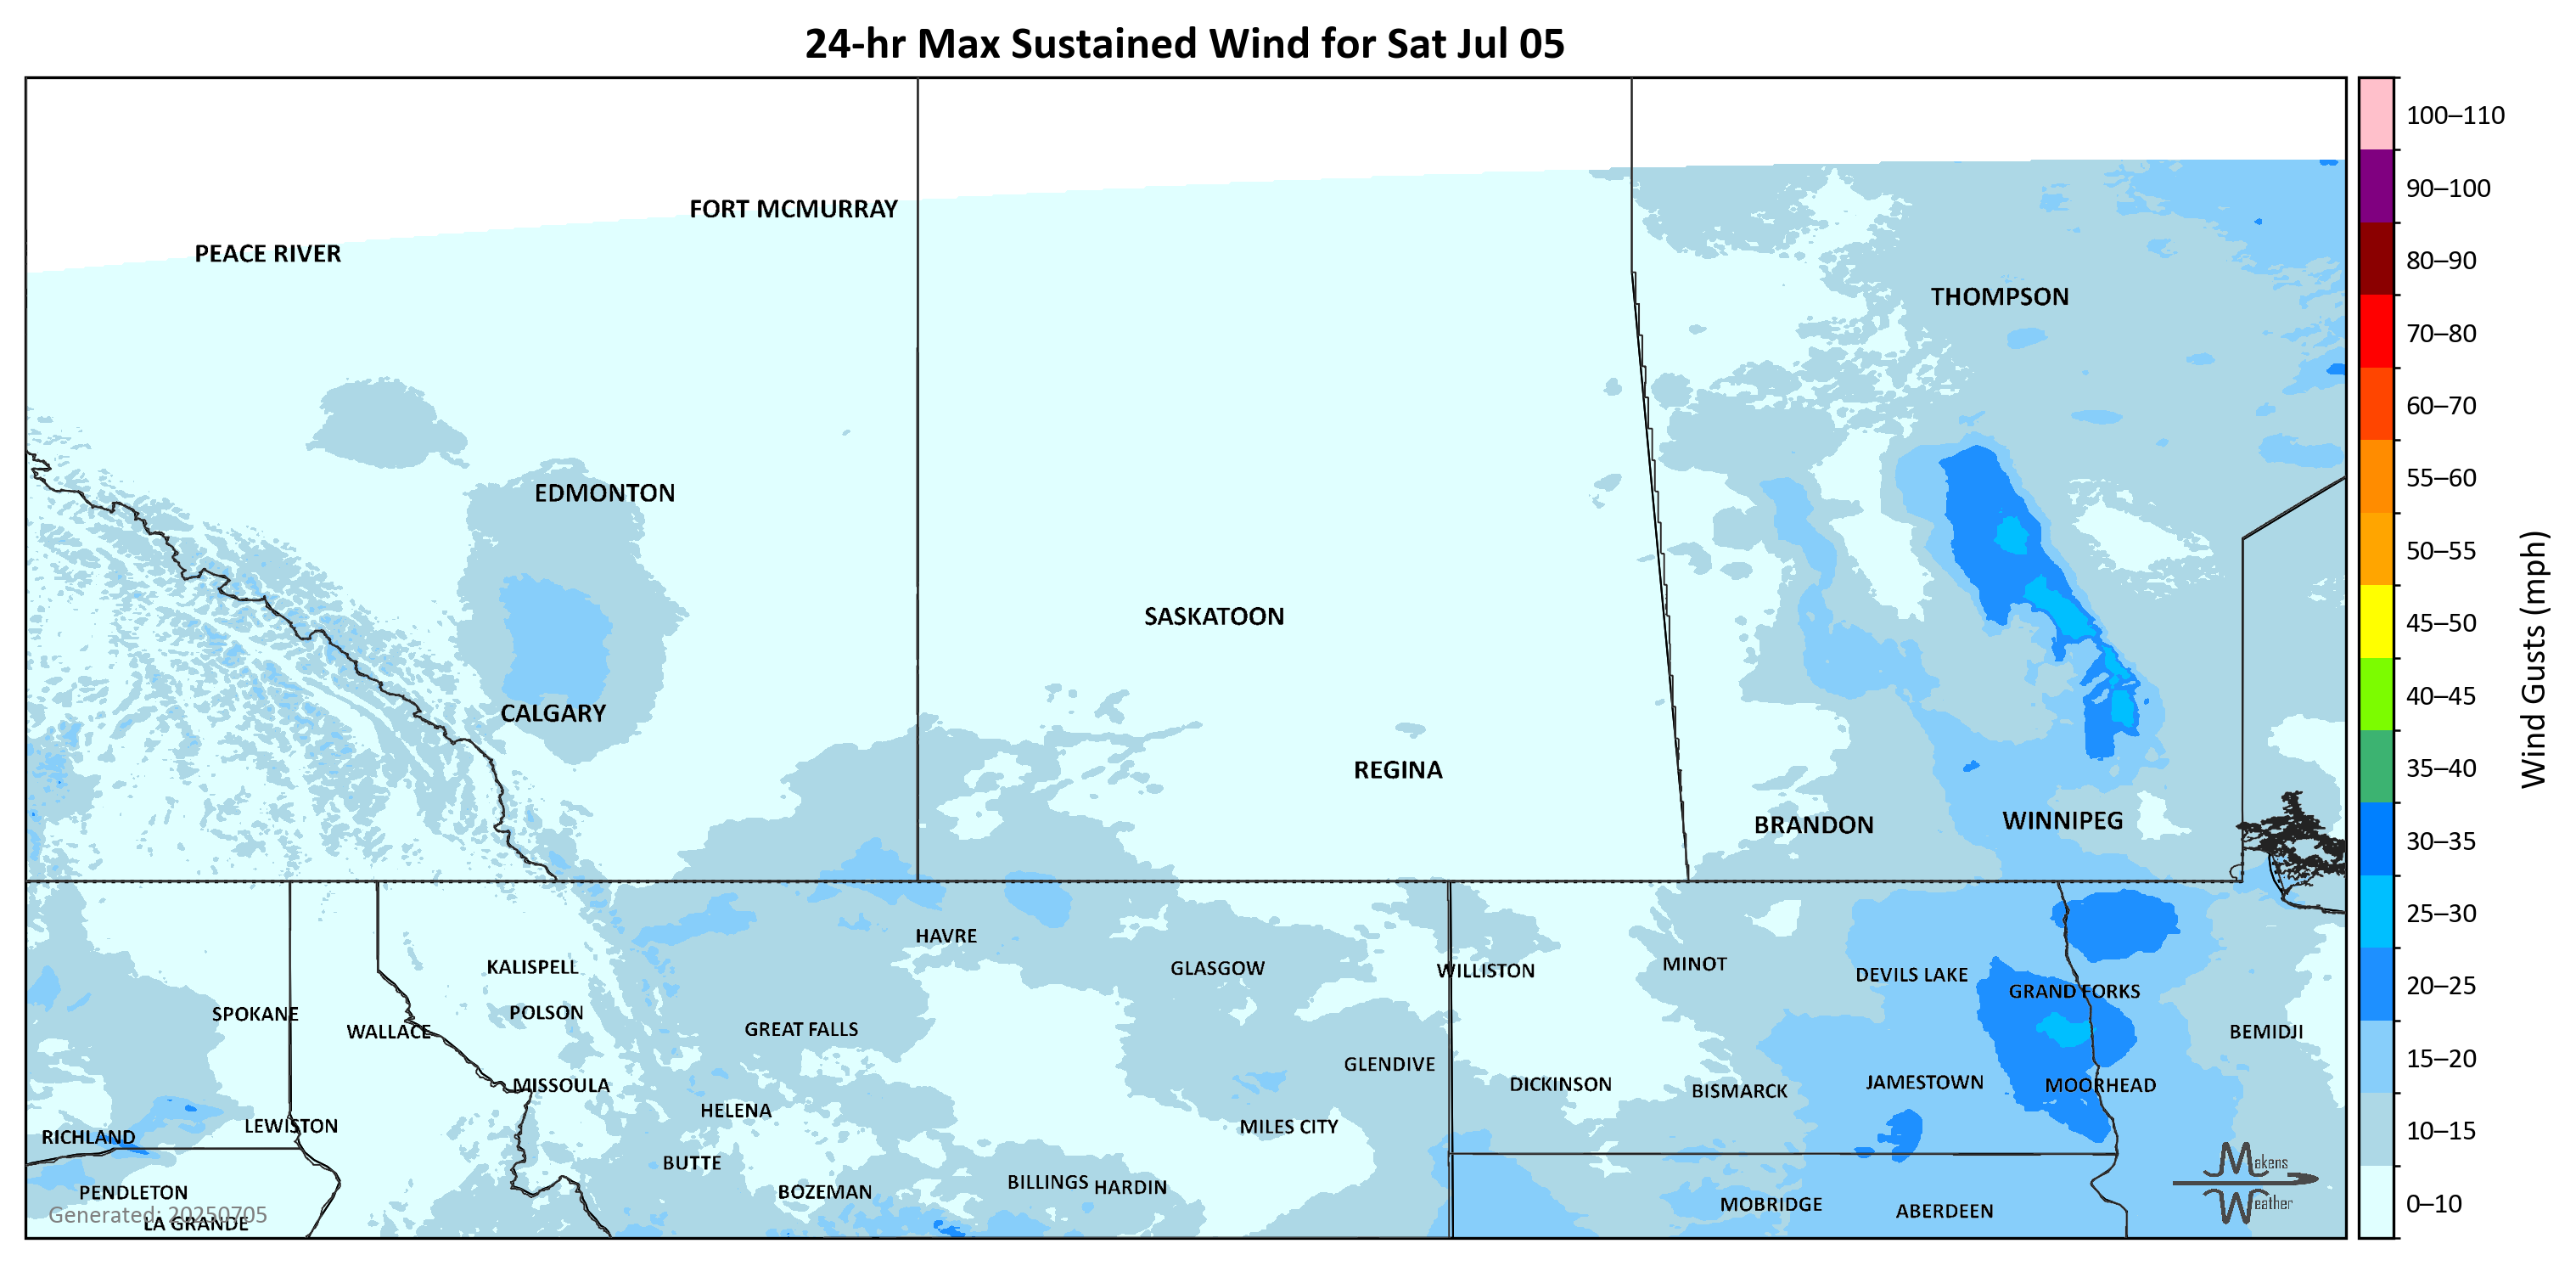 24-hr Max Sustained Wind for Sat Jul 05
FORT MCMURRAY
PEACE RIVER
THOMPSON
EDMONTON
SASKATOON
CALGARY
REGINA
WINNIPEG
BRANDON
HAVRE
MINOT
KALISPELL
GLASGOW
WILLISTON
DEVILS LAKE
GRAND FORKS
POLSON
SPOKANE
GREAT FALLS
WALLACE
BEMIDJI
GLENDIVE
JAMESTOWN
DICKINSON
MISSOULA
MOORHEAD
BISMARCK
HELENA
LEWISTON
MILES CITY
RICHLAND
BUTTE
BILLINGS
HARDIN
PENDLETON
BOZEMAN
MOBRIDGE
ABERDEEN
Generated: 20250705
LA GRANDE
Makens
Weather
100–110
90–100
80–90
70–80
60–70
55–60
50–55
45–50
40–45
35–40
30–35
25–30
20–25
15–20
10–15
0–10
Wind Gusts (mph)